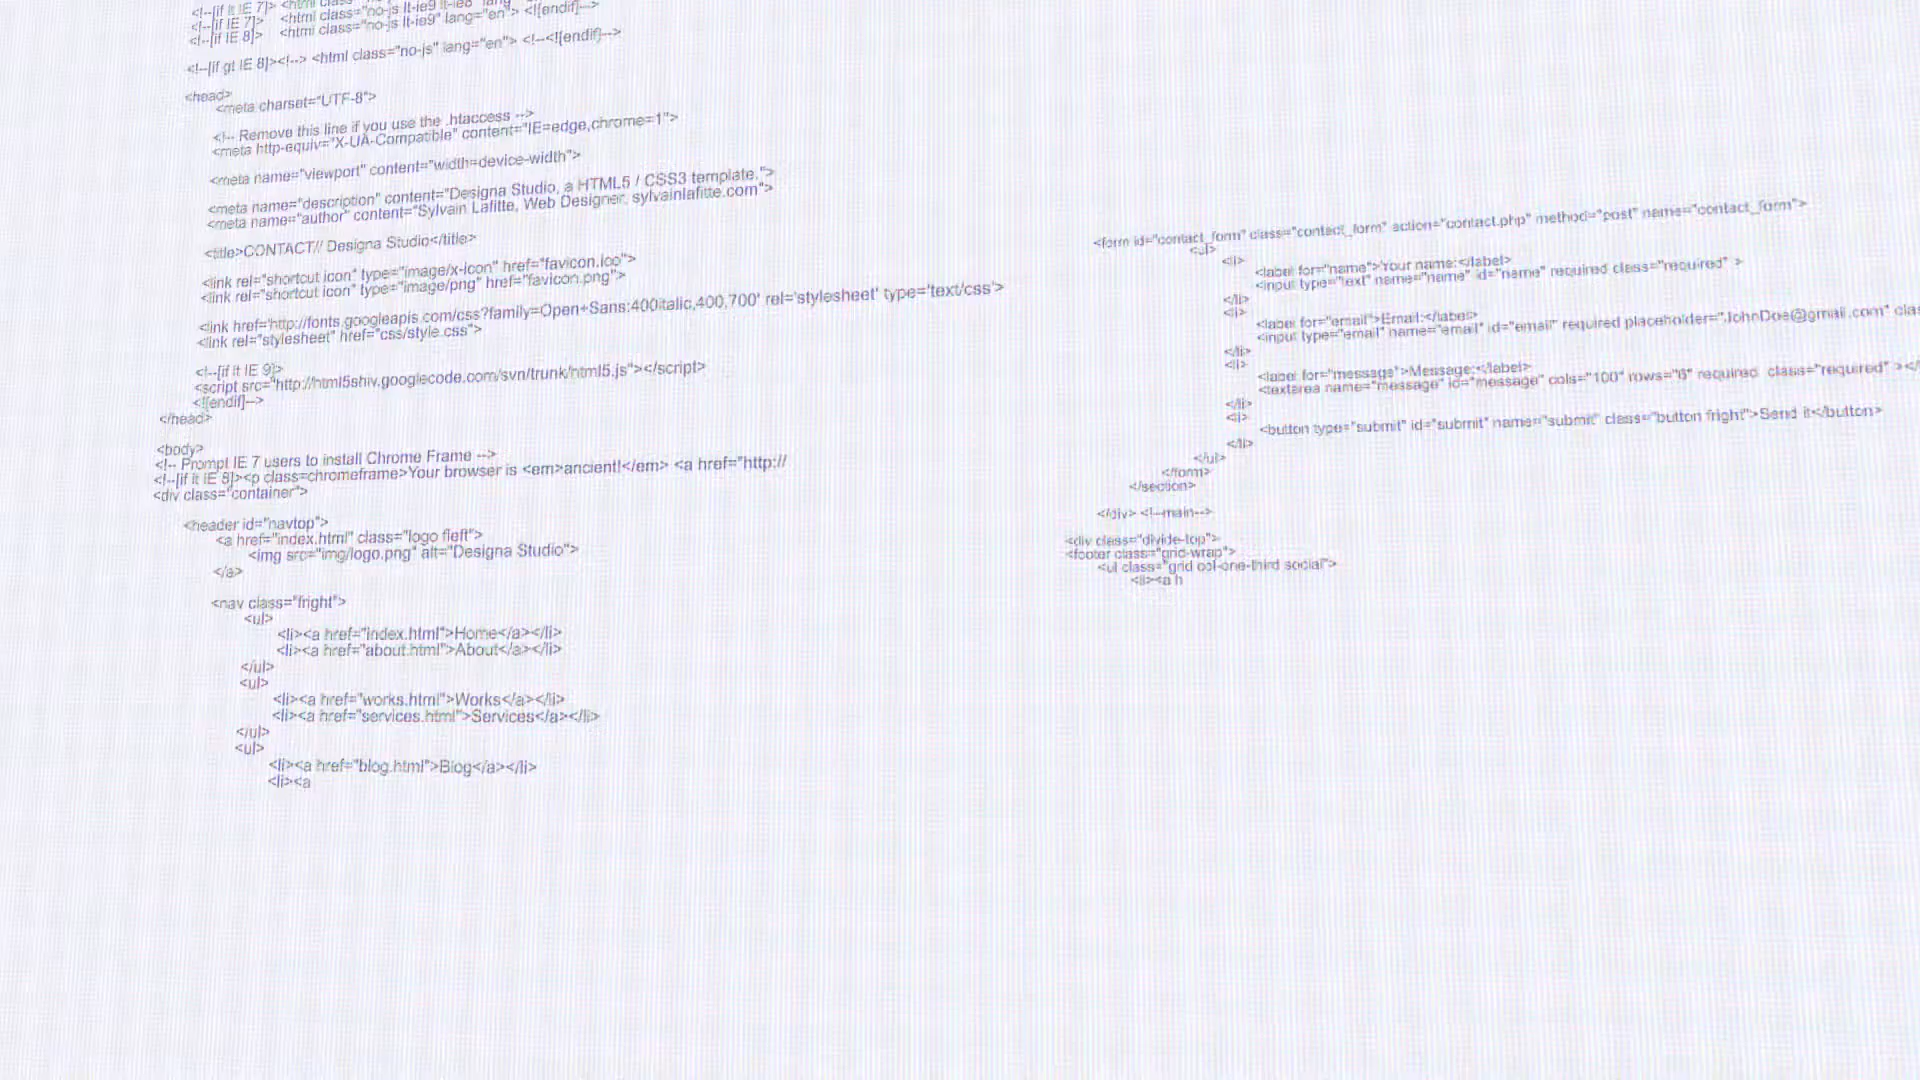 <!--[if lt IE 7]> <html class="no-js lt-ie9 lt-ie8
<!--[if IE 7]> <html class="no-js lt-ie9
<!--[if IE 8]> <html class="no-js lt-ie9" lang="en"> <![endif]-->
<!--[if gt IE 8]><!--> <html class="no-js" lang="en"> <!--<![endif]-->
<head>
<meta charset="UTF-8">
<!-- Remove this line if you use the .htaccess -->
<meta http-equiv="X-UA-Compatible" content="IE=edge,chrome=1">
<meta name="viewport" content="width=device-width">
<meta name="description" content="Designa Studio, a HTML5 / CSS3 template.">
<meta name="author" content="Sylvain Lafitte, Web Designer, sylvainlafitte.com">
<title>CONTACT// Designa Studio</title>
<link rel="shortcut icon" type="image/x-icon" href="favicon.ico">
<link rel="shortcut icon" type="image/png" href="favicon.png">
<link href='http://fonts.googleapis.com/css?family=Open+Sans:400italic,400,700' rel='stylesheet' type='text/css'>
<link rel="stylesheet" href="css/style.css">
<!--[if lt IE 9]>
<script src="http://html5shiv.googlecode.com/svn/trunk/html5.js"></script>
<![endif]-->
</head>
<body>
<!-- Prompt IE 7 users to install Chrome Frame -->
<!--[if lt IE 8]><p class=chromeframe>Your browser is <em>ancient!</em> <a href="http://
<div class="container">
<header id="navtop">
<a href="index.html" class="logo fleft">
<img src="img/logo.png" alt="Designa Studio">
</a>
<nav class="fright">
<ul>
<li><a href="index.html">Home</a></li>
<li><a href="about.html">About</a></li>
</ul>
<ul>
<li><a href="works.html">Works</a></li>
<li><a href="services.html">Services</a></li>
</ul>
<ul>
<li><a href="blog.html">Blog</a></li>
<li><a
<form id="contact_form" class="contact_form" action="contact.php" method="post" name="contact_form">
<ul>
<li>
<label for="name">Your name:</label>
<input type="text" name="name" id="name" required class="required" >
</li>
<li>
<label for="email">Email:</label>
<input type="email" name="email" id="email" required placeholder="JohnDoe@gmail.com" clas
</li>
<li>
<label for="message">Message:</label>
<textarea name="message" id="message" cols="100" rows="6" required class="required" ></
</li>
<li>
<button type="submit" id="submit" name="submit" class="button fright">Send it</button>
</li>
</ul>
</form>
</section>
</div> <!--main-->
<div class="divide-top">
<footer class="grid-wrap">
<ul class="grid col-one-third social">
<li><a h